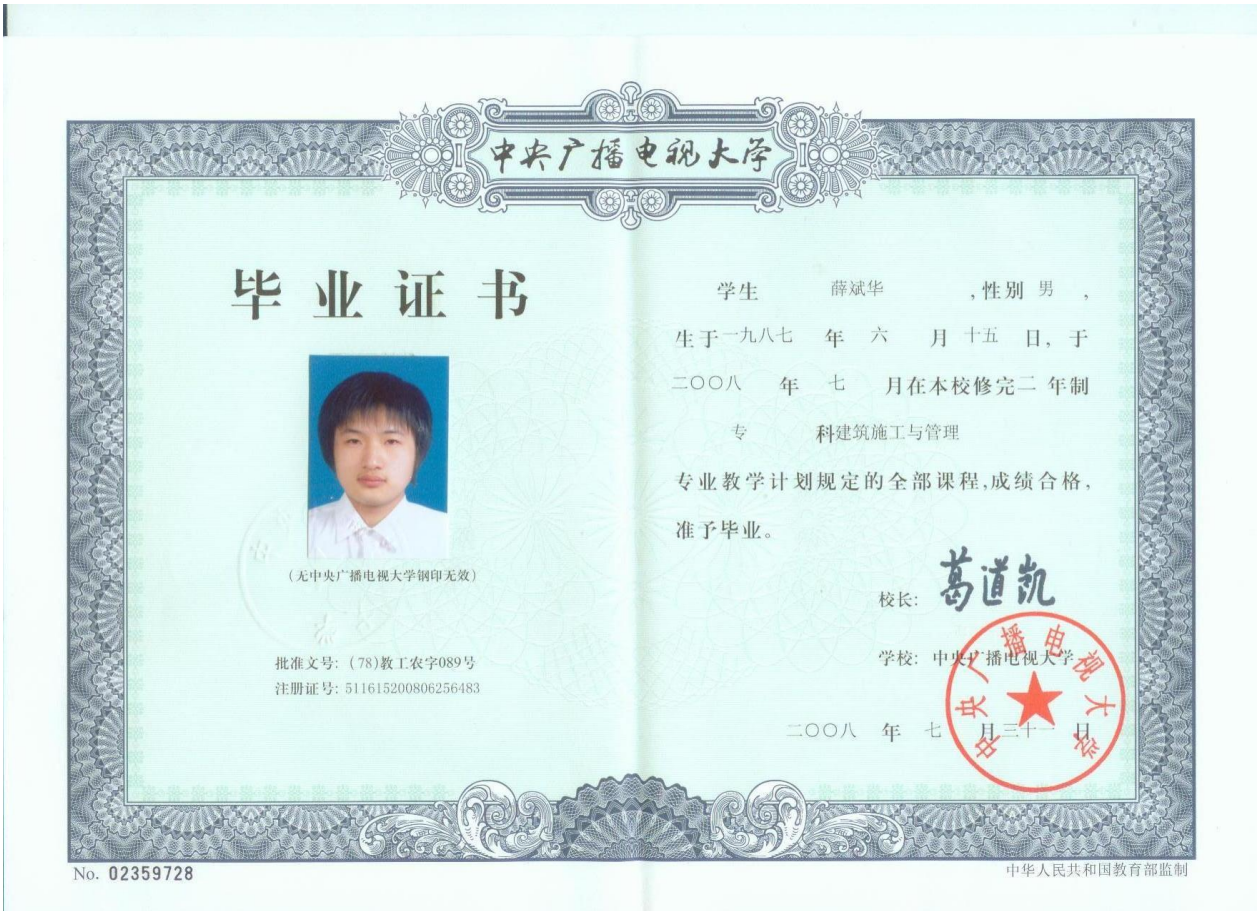 中央广播电视大学
毕业证书
(无中央广播电视大学钢印无效)
批准文号: (78)教工农字089号
注册证号: 511615200806256483
学生 薛斌华 ,性别 男 ,
生于一九八七 年 六 月 十五 日, 于
二〇〇八 年 七 月在本校修完二 年制
专 科建筑施工与管理
专业教学计划规定的全部课程,成绩合格,
准予毕业。
校长: 葛道凯
学校: 中央广播电视大学
二〇〇八 年 七 月三十一 日
中央广播电视大学
No. 02359728
中华人民共和国教育部监制